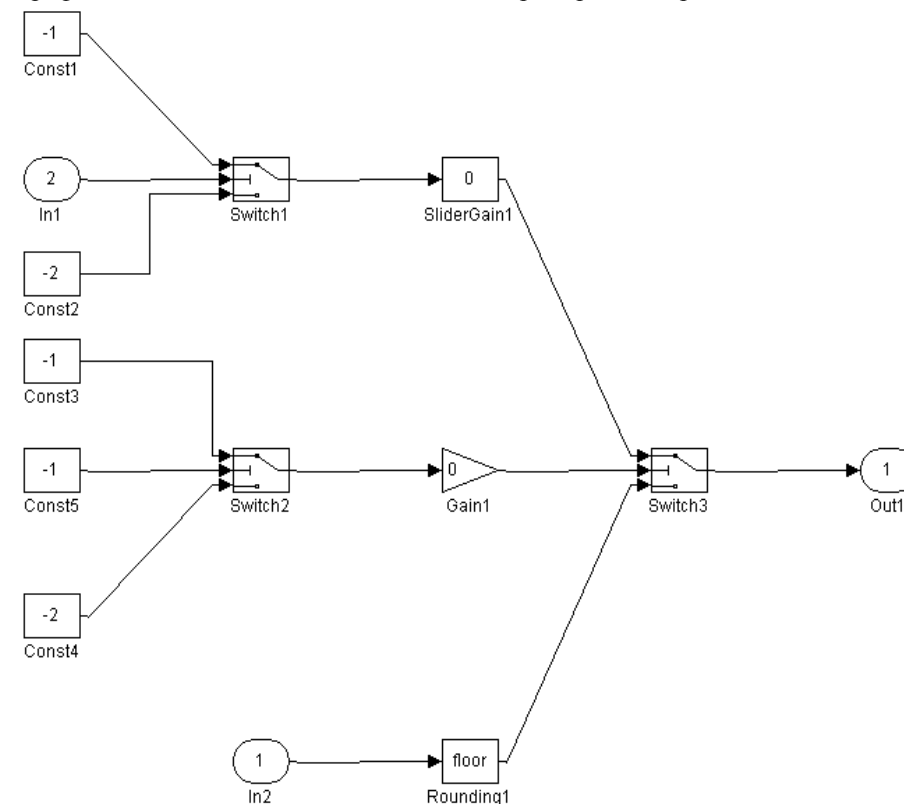 -1
Const1
2
In1
Switch1
0
SliderGain1
-2
Const2
-1
Const3
-1
Const5
Switch2
0
Gain1
Switch3
1
Out1
-2
Const4
1
In2
floor
Rounding1